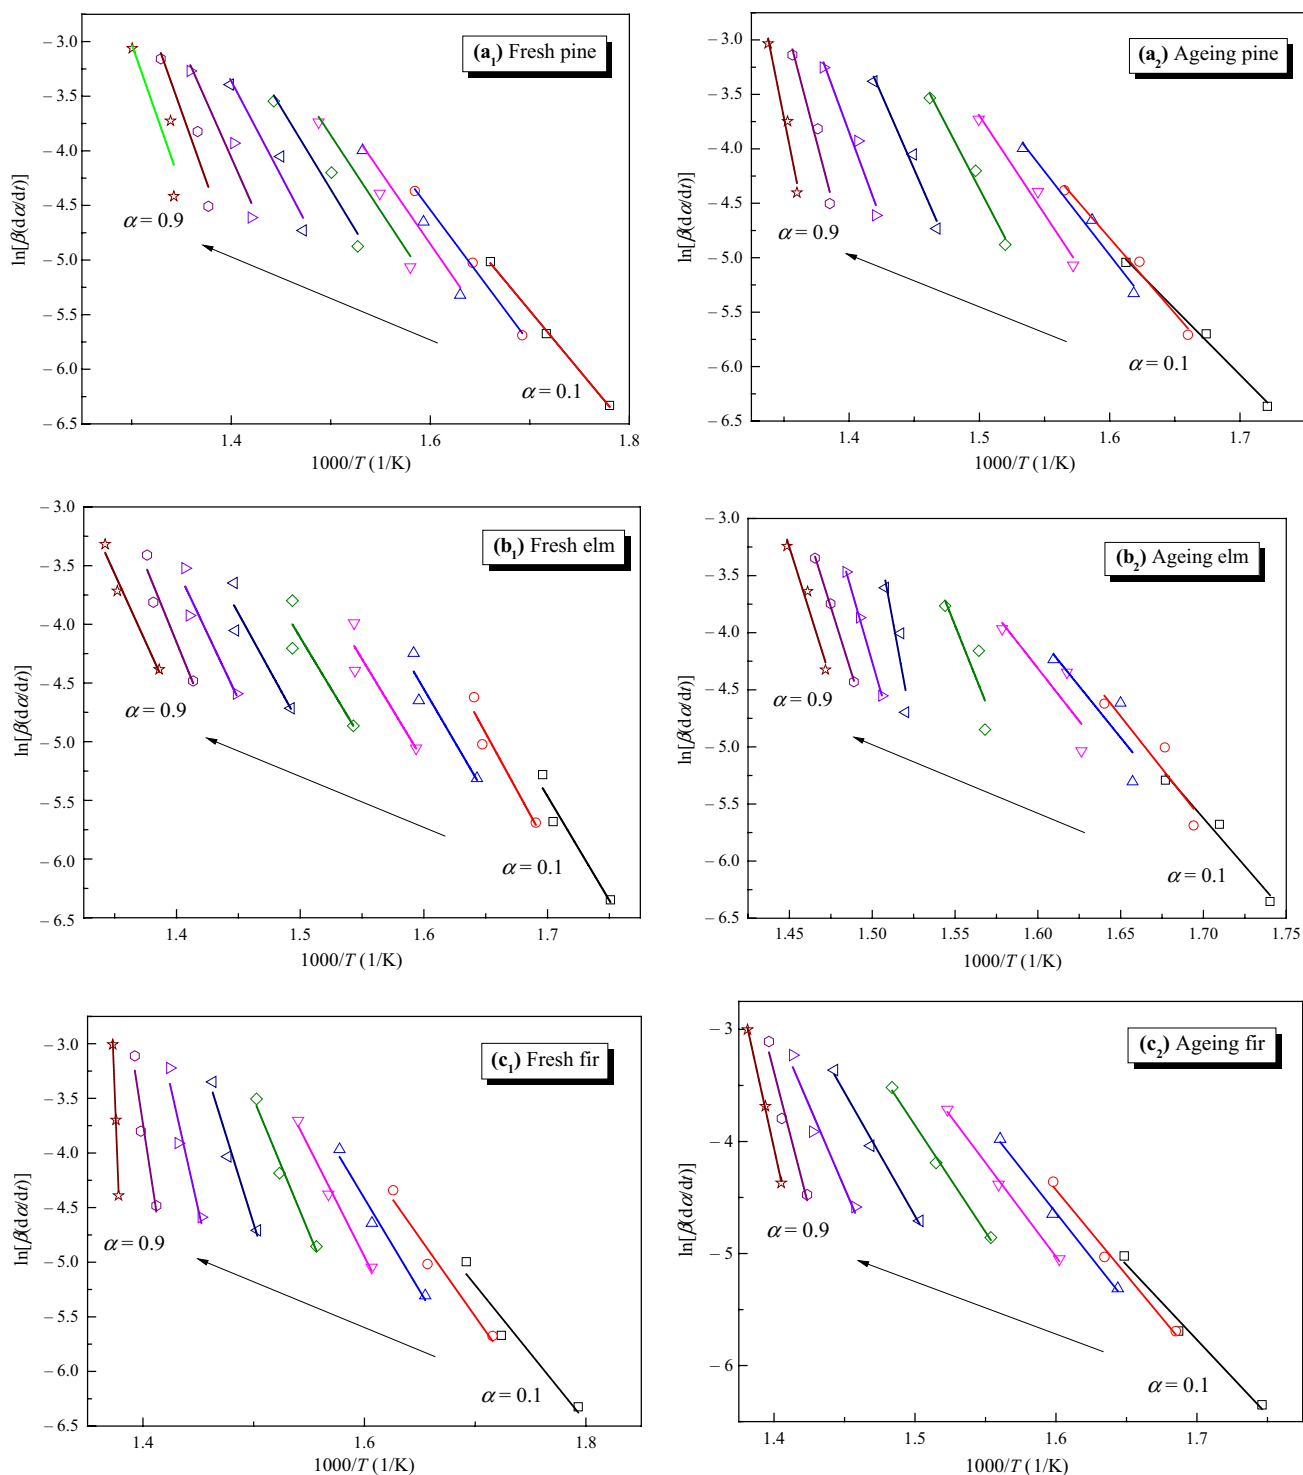 (a1) Fresh pine
– 3.0
– 3.5
– 4.0
– 4.5
– 5.0
– 5.5
– 6.0
– 6.5
ln[β(dα/dt)]
α = 0.9
α = 0.1
1.4
1.6
1.8
1000/T (1/K)
(a2) Ageing pine
– 3.0
– 3.5
– 4.0
– 4.5
– 5.0
– 5.5
– 6.0
– 6.5
ln[β(dα/dt)]
α = 0.9
α = 0.1
1.4
1.5
1.6
1.7
1000/T (1/K)
(b1) Fresh elm
– 3.0
– 3.5
– 4.0
– 4.5
– 5.0
– 5.5
– 6.0
– 6.5
ln[β(dα/dt)]
α = 0.9
α = 0.1
1.4
1.5
1.6
1.7
1000/T (1/K)
(b2) Ageing elm
– 3.0
– 3.5
– 4.0
– 4.5
– 5.0
– 5.5
– 6.0
– 6.5
ln[β(dα/dt)]
α = 0.9
α = 0.1
1.45
1.50
1.55
1.60
1.65
1.70
1.75
1000/T (1/K)
(c1) Fresh fir
– 3.0
– 3.5
– 4.0
– 4.5
– 5.0
– 5.5
– 6.0
– 6.5
ln[β(dα/dt)]
α = 0.9
α = 0.1
1.4
1.5
1.6
1.7
1.8
1000/T (1/K)
(c2) Ageing fir
– 3
– 4
– 5
– 6
ln[β(dα/dt)]
α = 0.9
α = 0.1
1.4
1.5
1.6
1.7
1000/T (1/K)